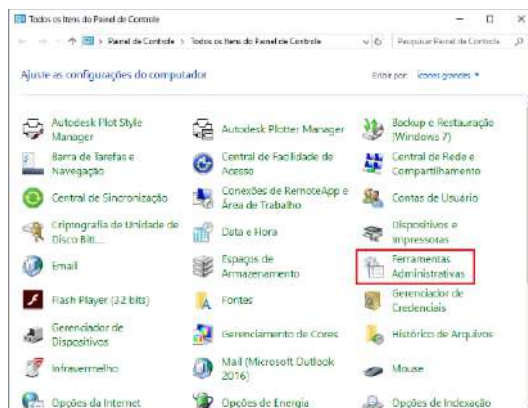 Todos os Itens do Painel de Controle
Painel de Controle > Todos os Itens do Painel de Controle
Pesquisar Painel de Controle
Ajuste as configurações do computador
Exibir por: Ícones grandes
Autodesk Plot Style
Manager
Autodesk Plotter Manager
Backup e Restauração
(Windows 7)
Barra de Tarefas e
Navegação
Central de Facilidade de
Acesso
Central de Rede e
Compartilhamento
Central de Sincronização
Conexões de RemoteApp e
Área de Trabalho
Contas de Usuário
Criptografia de Unidade de
Disco Bit...
Data e Hora
Dispositivos e
Impressoras
Email
Espaços de
Armazenamento
Ferramentas
Administrativas
Flash Player (32 bits)
Fontes
Gerenciador de
Credenciais
Gerenciador de
Dispositivos
Gerenciamento de Cores
Histórico de Arquivos
Infravermelho
Mail (Microsoft Outlook
2016)
Mouse
Opções da Internet
Opções de Energia
Opções de Indexação